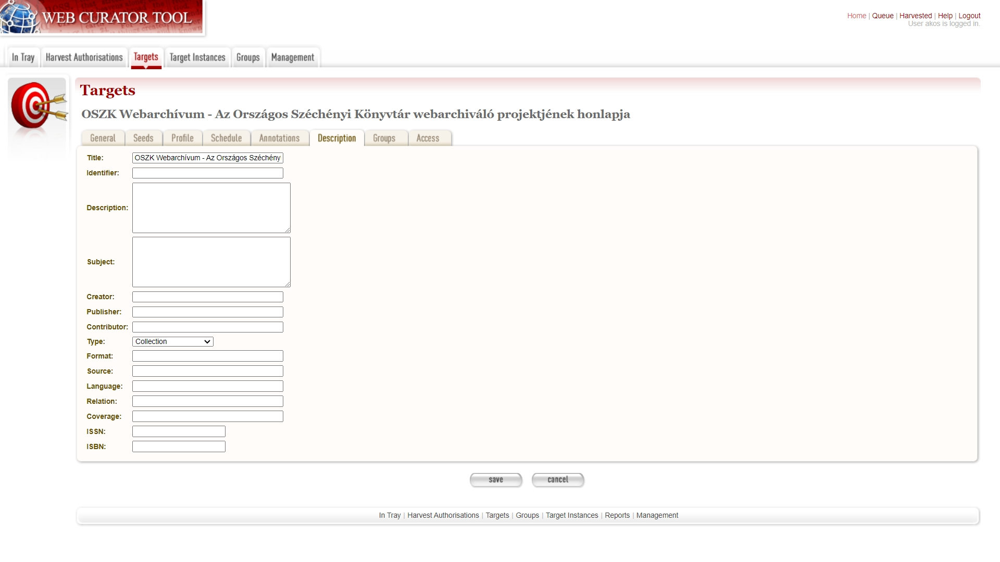 WEB CURATOR TOOL
Home | Queue | Harvested | Help | Logout
User akos is logged in.
In Tray Harvest Authorisations Targets Target Instances Groups Management
Targets
OSZK Webarchívum - Az Országos Széchényi Könyvtár webarchiváló projektjének honlapja
General Seeds Profile Schedule Annotations Description Groups Access
Title: OSZK Webarchívum - Az Országos Széchény
Identifier:
Description:
Subject:
Creator:
Publisher:
Contributor:
Type: Collection
Format:
Source:
Language:
Relation:
Coverage:
ISSN:
ISBN:
save cancel
In Tray | Harvest Authorisations | Targets | Groups | Target Instances | Reports | Management